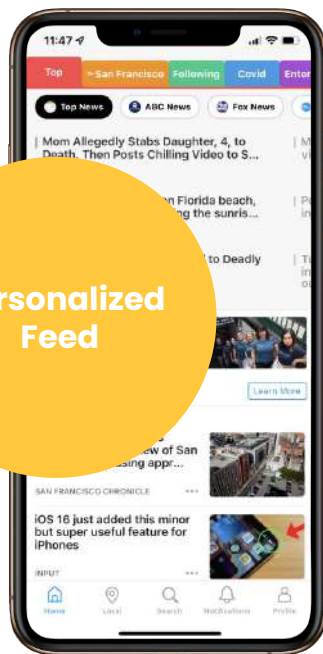 11:47
Top
San Francisco
Following
Covid
Enter
Top News
ABC News
Fox News
Mom Allegedly Stabs Daughter, 4, to
Death, Then Posts Chilling Video to S...
n Florida beach,
ng the sunris...
to Deadly
rsonalized
Feed
Learn More
ew of San
sing appr...
SAN FRANCISCO CHRONICLE
iOS 16 just added this minor
but super useful feature for
iPhones
INPUT
Home
Local
Search
Notifications
Profile